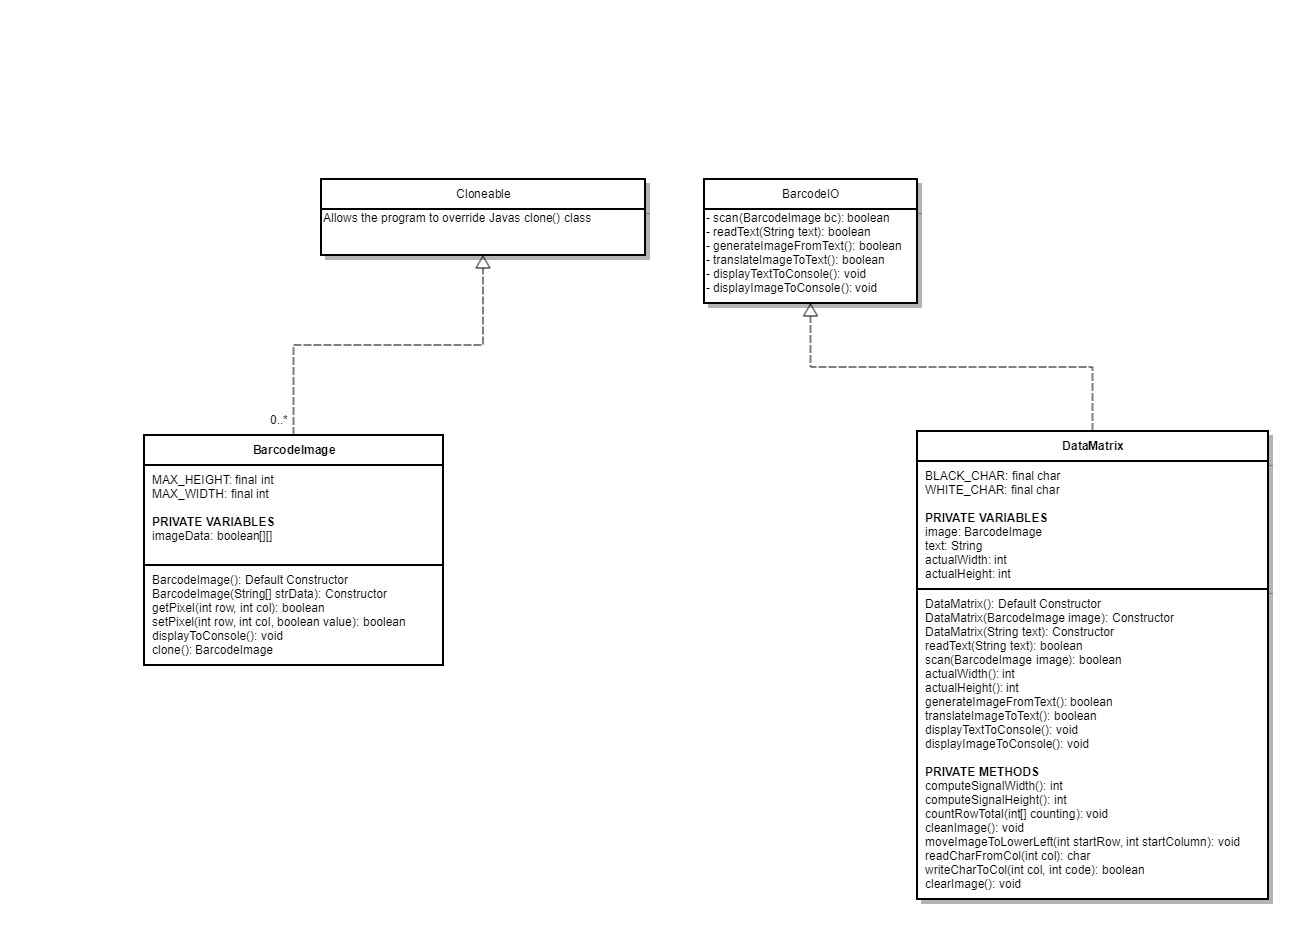 Cloneable
Allows the program to override Javas clone() class
BarcodeIO
- scan(BarcodeImage bc): boolean
- readText(String text): boolean
- generateImageFromText(): boolean
- translateImageToText(): boolean
- displayTextToConsole(): void
- displayImageToConsole(): void
0..*
BarcodeImage
MAX_HEIGHT: final int
MAX_WIDTH: final int
PRIVATE VARIABLES
imageData: boolean[][]
BarcodeImage(): Default Constructor
BarcodeImage(String[] strData): Constructor
getPixel(int row, int col): boolean
setPixel(int row, int col, boolean value): boolean
displayToConsole(): void
clone(): BarcodeImage
DataMatrix
BLACK_CHAR: final char
WHITE_CHAR: final char
PRIVATE VARIABLES
image: BarcodeImage
text: String
actualWidth: int
actualHeight: int
DataMatrix(): Default Constructor
DataMatrix(BarcodeImage image): Constructor
DataMatrix(String text): Constructor
readText(String text): boolean
scan(BarcodeImage image): boolean
actualWidth(): int
actualHeight(): int
generateImageFromText(): boolean
translateImageToText(): boolean
displayTextToConsole(): void
displayImageToConsole(): void
PRIVATE METHODS
computeSignalWidth(): int
computeSignalHeight(): int
countRowTotal(int[] counting): void
cleanImage(): void
moveImageToLowerLeft(int startRow, int startColumn): void
readCharFromCol(int col): char
writeCharToCol(int col, int code): boolean
clearImage(): void